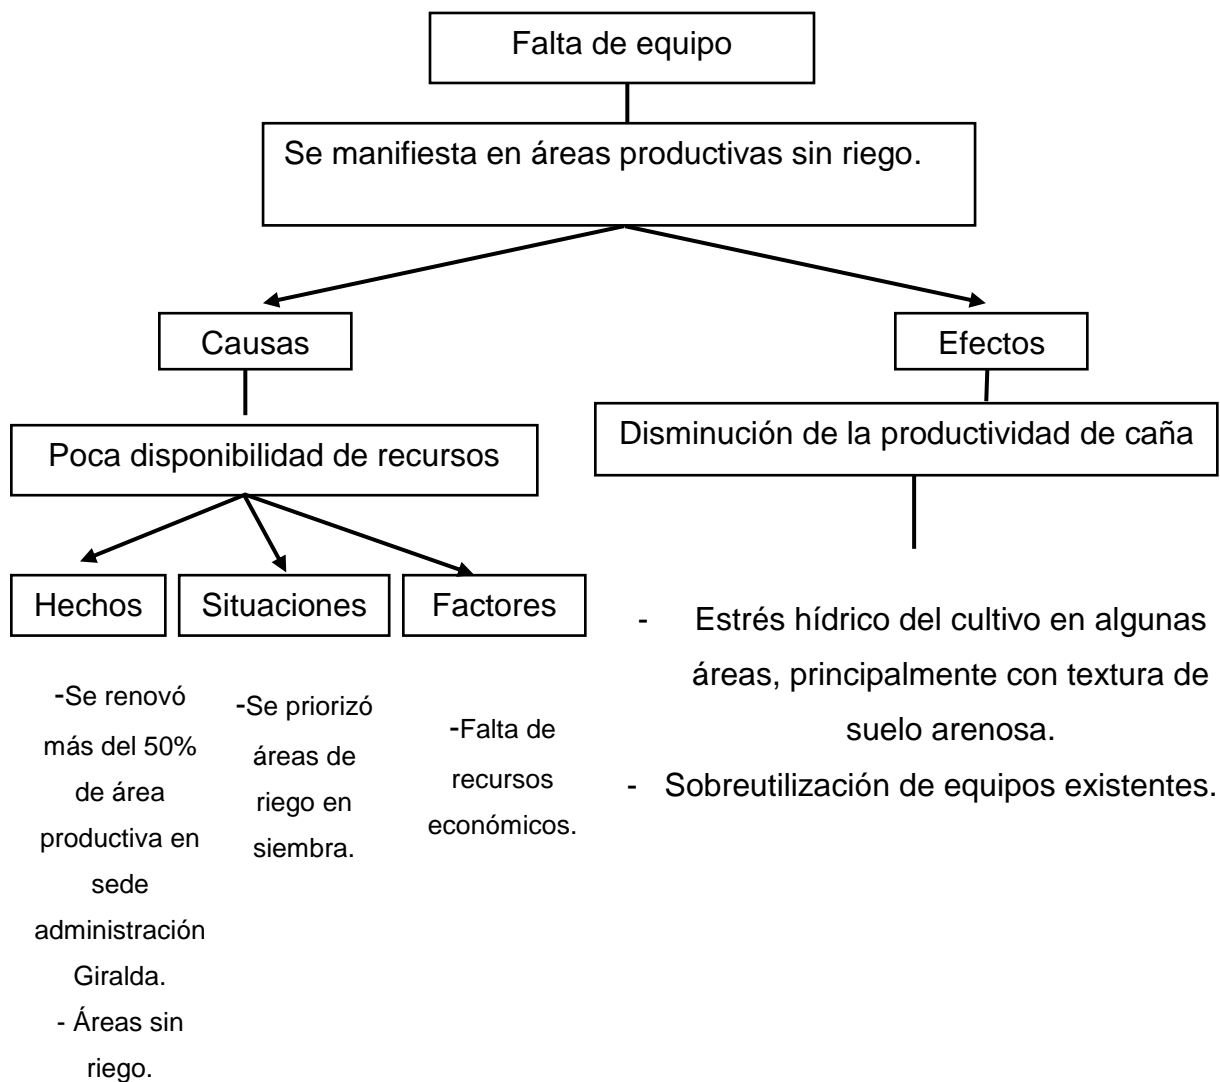 Falta de equipo
Se manifiesta en áreas productivas sin riego.
Causas
Efectos
Poca disponibilidad de recursos
Disminución de la productividad de caña
Hechos
Situaciones
Factores
-Se renovó
más del 50%
de área
productiva en
sede
administración
Giralda.
- Áreas sin
riego.
-Se priorizó
áreas de
riego en
siembra.
-Falta de
recursos
económicos.
- Estrés hídrico del cultivo en algunas
áreas, principalmente con textura de
suelo arenosa.
- Sobreutilización de equipos existentes.